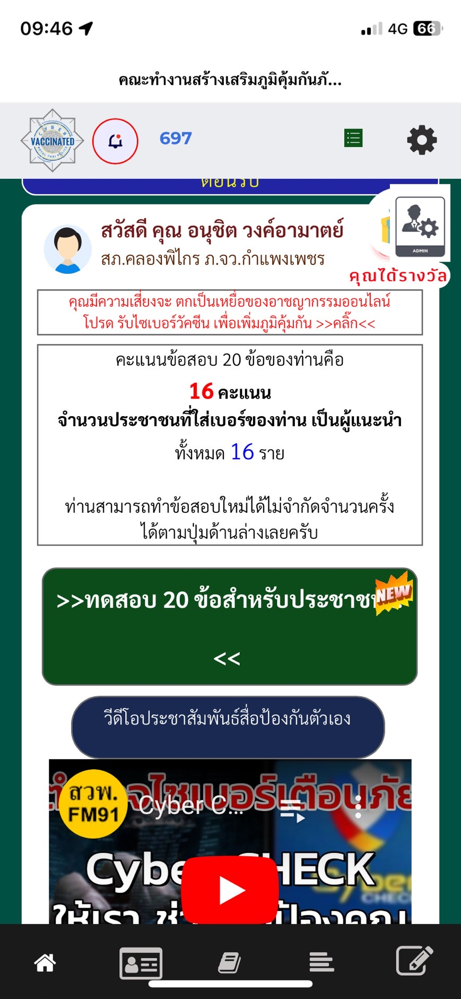 09:46
4G 66
คณะทำงานสร้างเสริมภูมิคุ้มกันภั...
CYBER
VACCINATED
ROYAL THAI POLICE
697
สวัสดี คุณ อนุชิต วงค์อามาตย์
สภ.คลองพิไกร ภ.จว.กำแพงเพชร
ADMIN
คุณได้รางวัล
คุณมีความเสี่ยงจะ ตกเป็นเหยื่อของอาชญากรรมออนไลน์
โปรด รับไซเบอร์วัคซีน เพื่อเพิ่มภูมิคุ้มกัน >>คลิ๊ก<<
คะแนนข้อสอบ 20 ข้อของท่านคือ
16 คะแนน
จำนวนประชาชนที่ใส่เบอร์ของท่าน เป็นผู้แนะนำ
ทั้งหมด 16 ราย
ท่านสามารถทำข้อสอบใหม่ได้ไม่จำกัดจำนวนครั้ง
ได้ตามปุ่มด้านล่างเลยครับ
>>ทดสอบ 20 ข้อสำหรับประชาช
NEW
<<
วีดีโอประชาสัมพันธ์สื่อป้องกันตัวเอง
สวพ.
FM91
Cyber C...
ไซเบอร์เตือนภัย
Cyber CHECK
ให้เรา